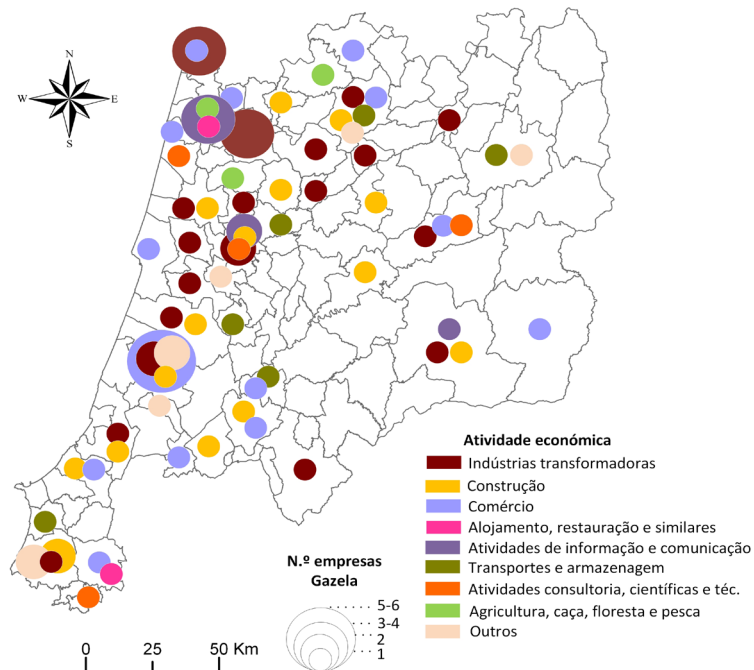 N
W E
S
Atividade económica
Indústrias transformadoras
Construção
Comércio
Alojamento, restauração e similares
Atividades de informação e comunicação
Transportes e armazenagem
Atividades consultoria, científicas e téc.
Agricultura, caça, floresta e pesca
Outros
N.º empresas
Gazela
5-6
3-4
2
1
0 25 50 Km